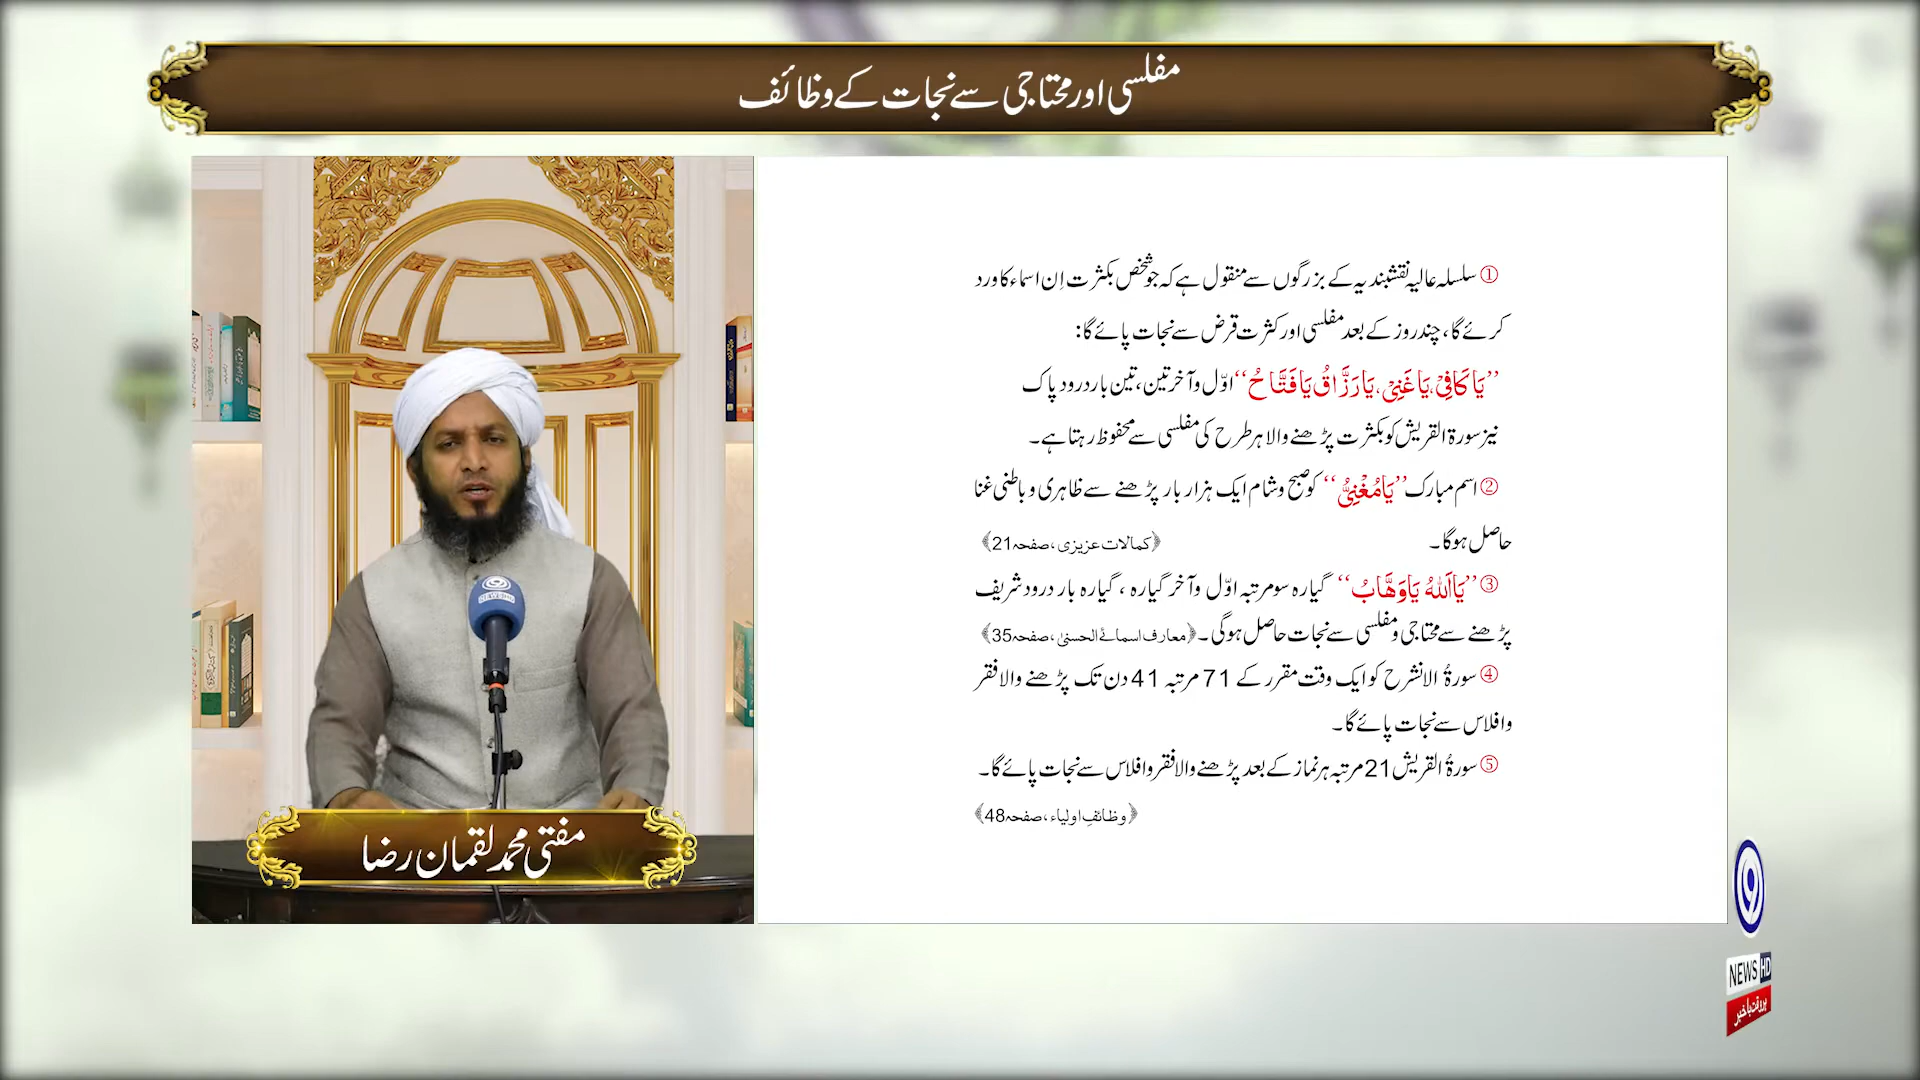 مفلسی اور محتاجی سے نجات کے وظائف
① سلسلہ عالیہ نقشبندیہ کے بزرگوں سے منقول ہے کہ جو شخص بکثرت اِن اسماء کا ورد
کرئے گا، چند روز کے بعد مفلسی اور کثرت قرض سے نجات پائے گا:
’’یَا کَافِیْ، یَا غَنِیْ، یَا رَزَّاقُ یَا فَتَّاحُ‘‘ اوّل و آخر تین، تین بار درود پاک
نیز سورۃ القریش کو بکثرت پڑھنے والا ہر طرح کی مفلسی سے محفوظ رہتا ہے۔
② اسم مبارک ’’یَا مُغْنِیُّ‘‘ کو صبح و شام ایک ہزار بار پڑھنے سے ظاہری و باطنی غنا
حاصل ہوگا۔ ﴿کمالات عزیزی، صفحہ 21﴾
③ ’’یَا اَللّٰهُ یَا وَهَّابُ‘‘ گیارہ سو مرتبہ اوّل و آخر گیارہ، گیارہ بار درود شریف
پڑھنے سے محتاجی و مفلسی سے نجات حاصل ہوگی۔ ﴿معارف اسمائے الحسنیٰ، صفحہ 35﴾
④ سورۃُ الانشرح کو ایک وقت مقرر کے 71 مرتبہ 41 دن تک پڑھنے والا فقر
و افلاس سے نجات پائے گا۔
⑤ سورۃُ القریش 21 مرتبہ ہر نماز کے بعد پڑھنے والا فقر و افلاس سے نجات پائے گا۔
﴿وظائفِ اولیاء، صفحہ 48﴾
مفتی محمد لقمان رضا
9
NEWS HD
بروقت باخبر